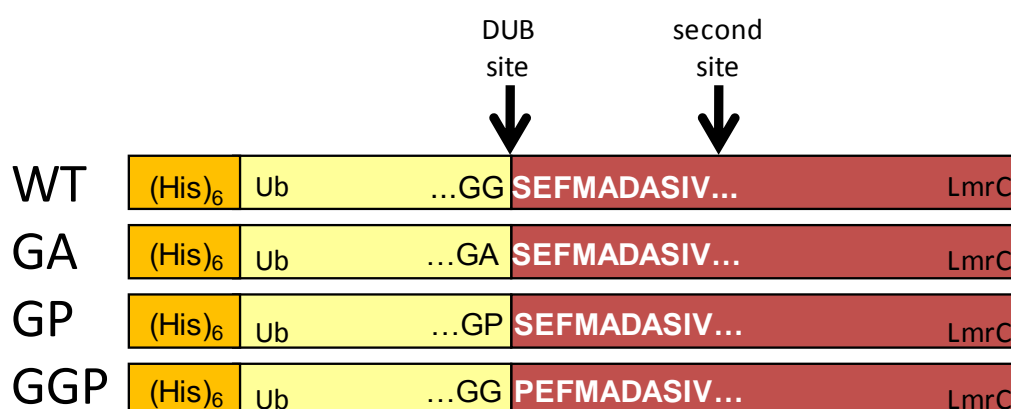 DUB second
site site
WT (His)₆ Ub ...GG SEFMADASIV... LmrC
GA (His)₆ Ub ...GA SEFMADASIV... LmrC
GP (His)₆ Ub ...GP SEFMADASIV... LmrC
GGP (His)₆ Ub ...GG PEFMADASIV... LmrC